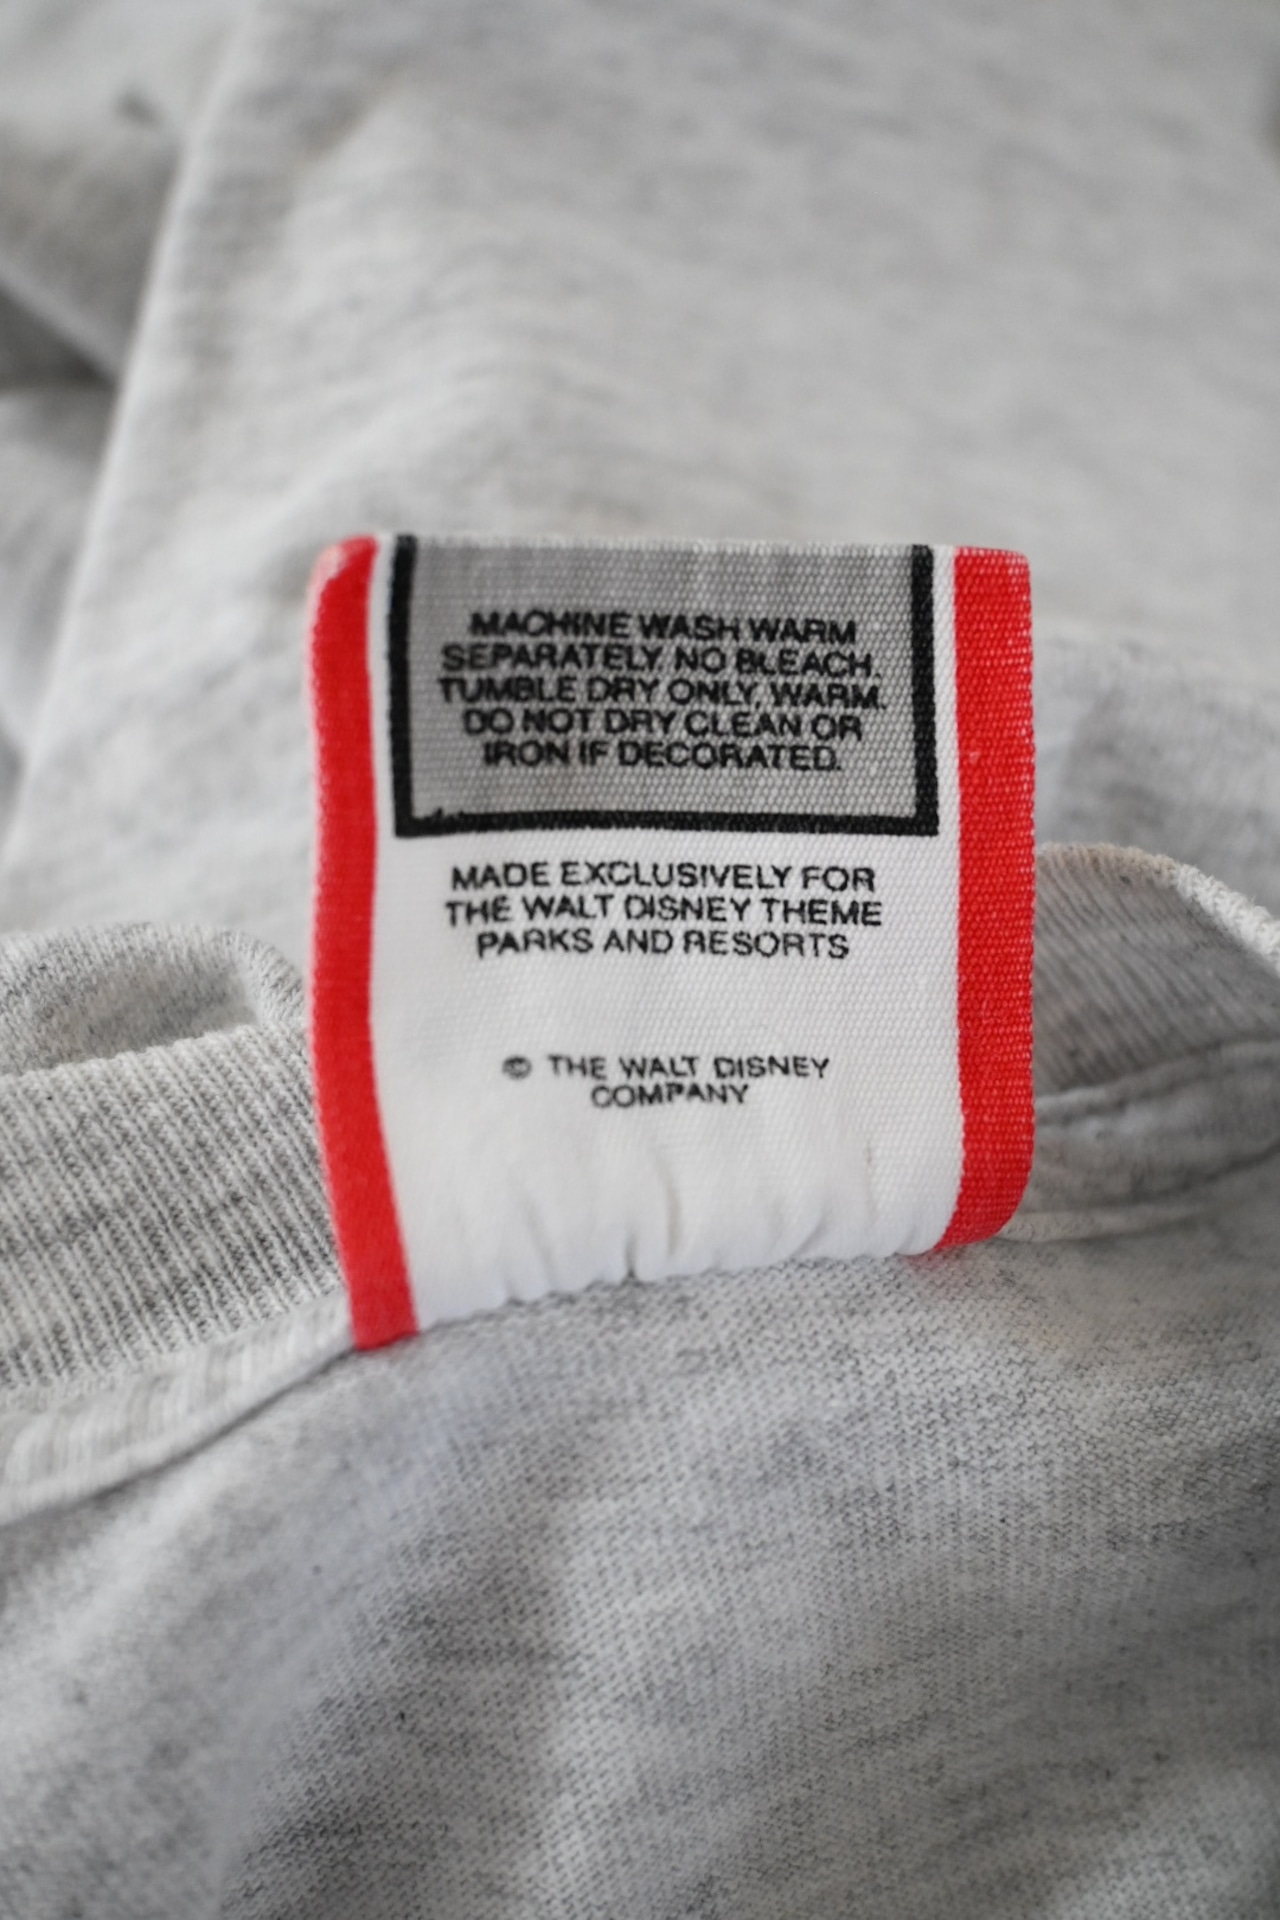 MACHINE WASH WARM
SEPARATELY. NO BLEACH.
TUMBLE DRY ONLY, WARM.
DO NOT DRY CLEAN OR
IRON IF DECORATED.
MADE EXCLUSIVELY FOR
THE WALT DISNEY THEME
PARKS AND RESORTS
© THE WALT DISNEY
COMPANY